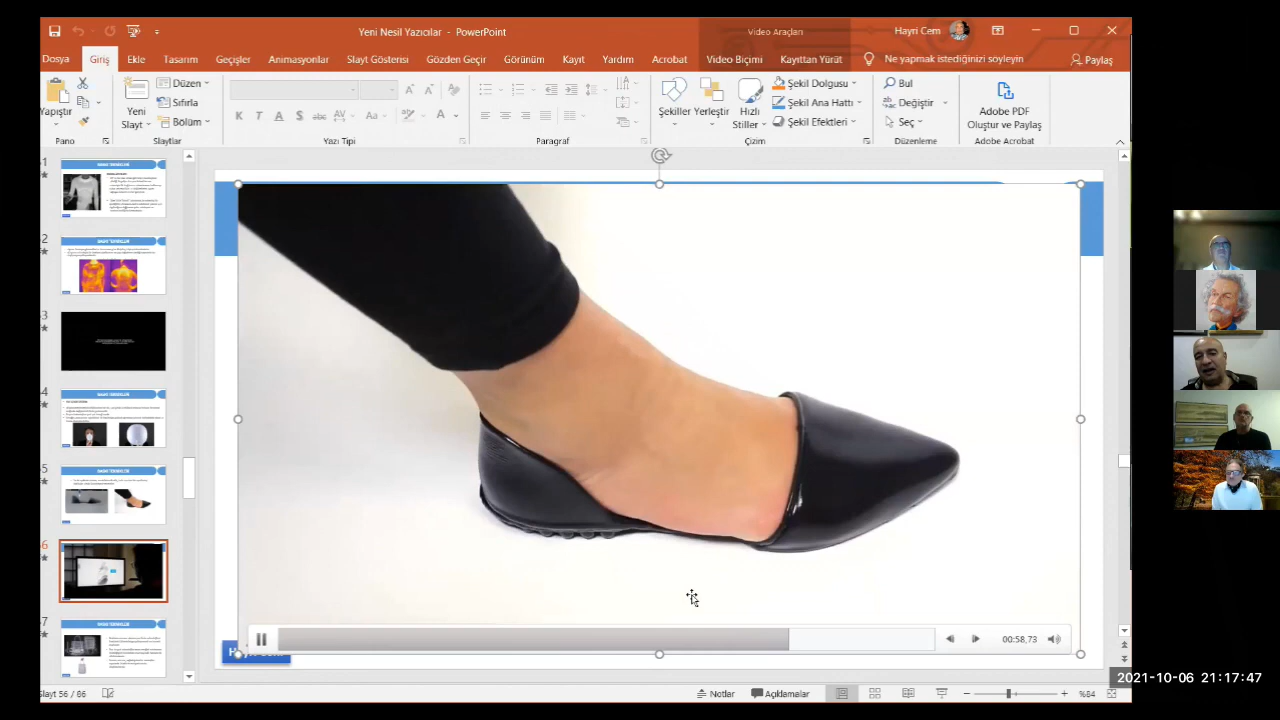 Yeni Nesil Yazıcılar - PowerPoint
Video Araçları
Hayri Cem
Dosya Giriş Ekle Tasarım Geçişler Animasyonlar Slayt Gösterisi Gözden Geçir Görünüm Kayıt Yardım Acrobat Video Biçimi Kayıttan Yürüt Ne yapmak istediğinizi söyleyin Paylaş
Yapıştır
Yeni Slayt
Düzen
Sıfırla
Bölüm
K T A S abc AV Aa A
Şekiller Yerleştir Hızlı Stiller
Şekil Dolgusu
Şekil Ana Hattı
Şekil Efektleri
Bul
Değiştir
Seç
Adobe PDF
Oluştur ve Paylaş
Pano Slaytlar Yazı Tipi Paragraf Çizim Düzenleme Adobe Acrobat
00:58,73
2021-10-06 21:17:47
Slayt 56 / 86
Notlar Açıklamalar
%84